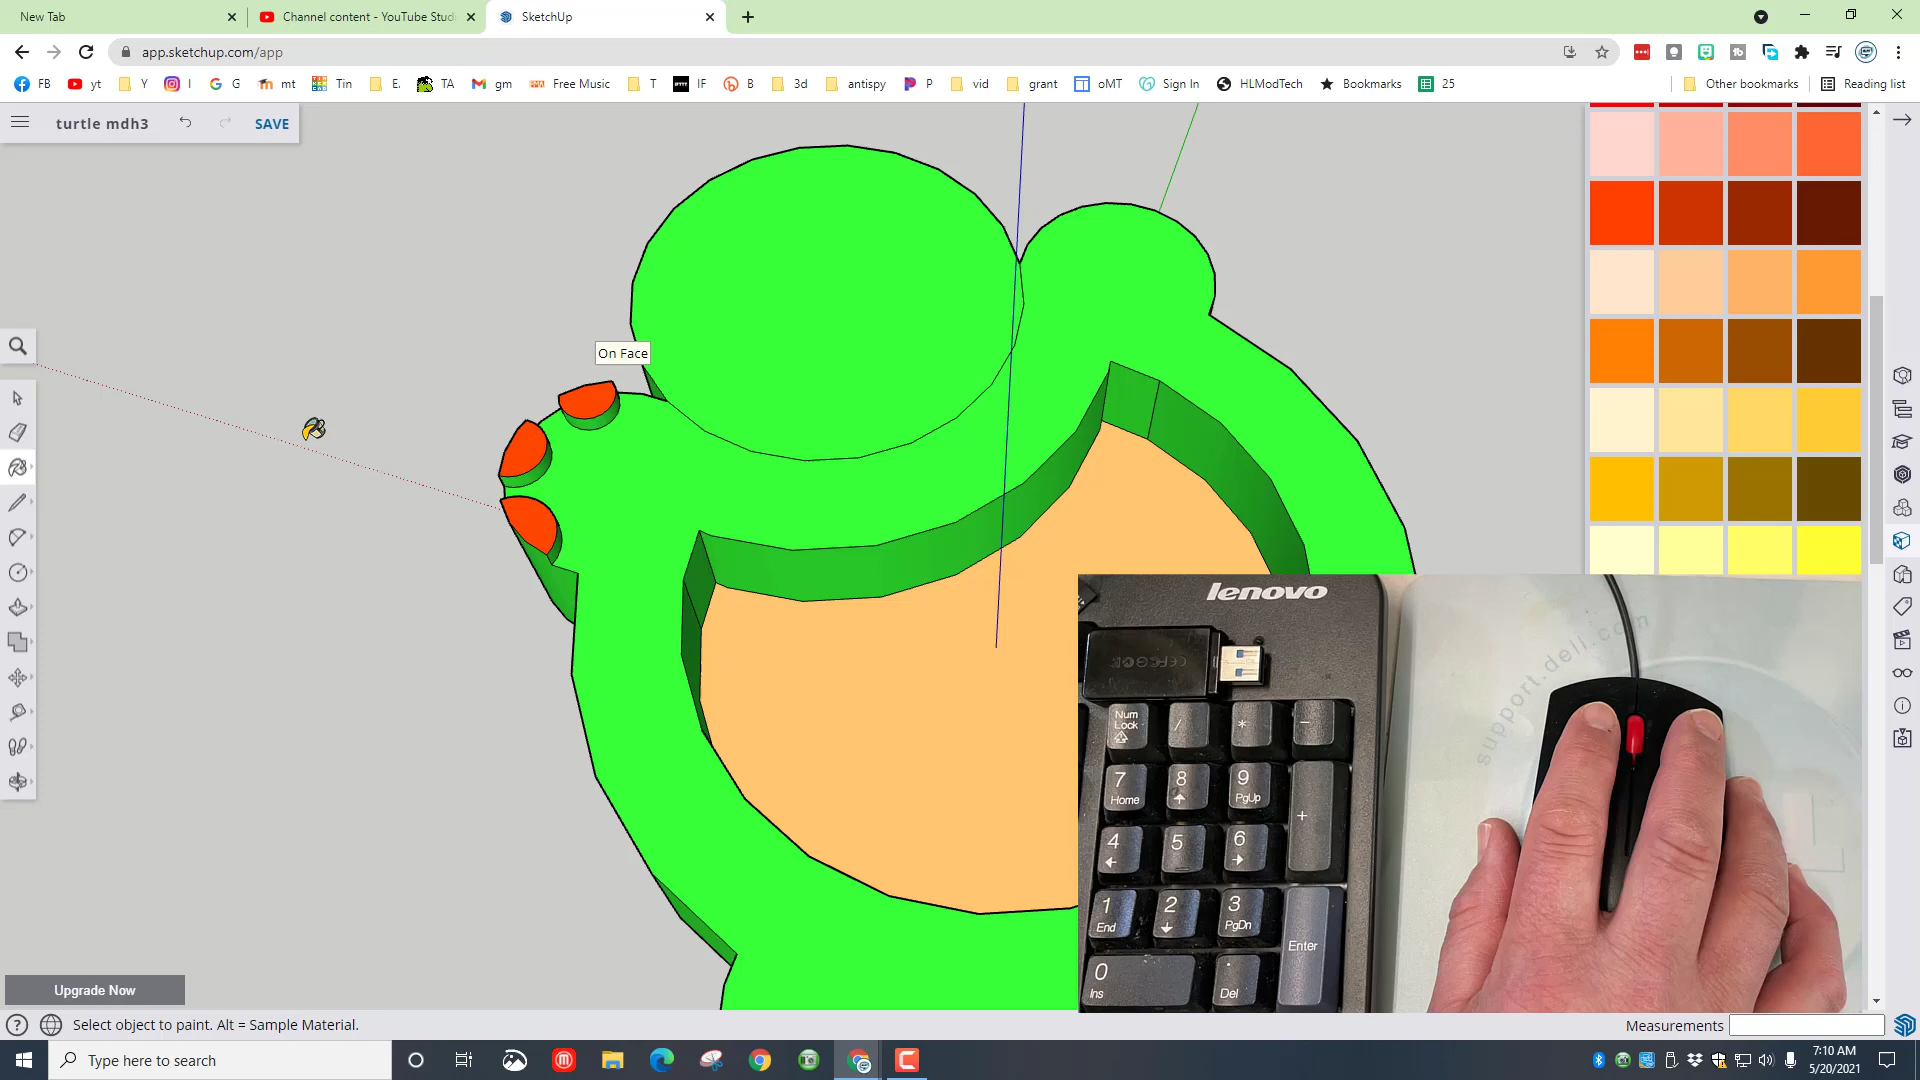 New Tab
Channel content - YouTube Studi
SketchUp
app.sketchup.com/app
FB yt Y I G mt Tin E. TA gm Free Music T IF B 3d antispy P vid grant oMT Sign In HLModTech Bookmarks 25 Other bookmarks Reading list
turtle mdh3 SAVE
On Face
lenovo
support.deli.com
Num Lock / * -
7 Home 8 9 PgUp +
4 5 6
1 End 2 3 PgDn Enter
0 Ins . Del
Upgrade Now
Select object to paint. Alt = Sample Material. Measurements
Type here to search
7:10 AM
5/20/2021